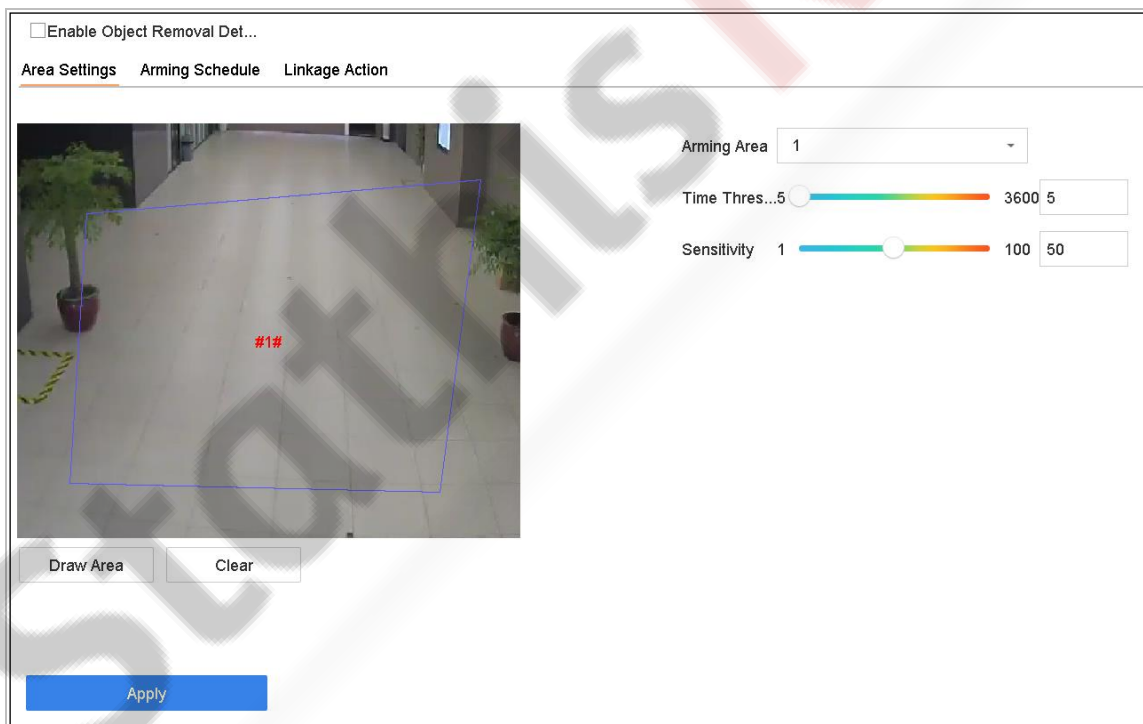 Enable Object Removal Det...
Area Settings Arming Schedule Linkage Action
Arming Area 1
Time Thres...5 3600 5
Sensitivity 1 100 50
#1#
Draw Area Clear
Apply
Stathis